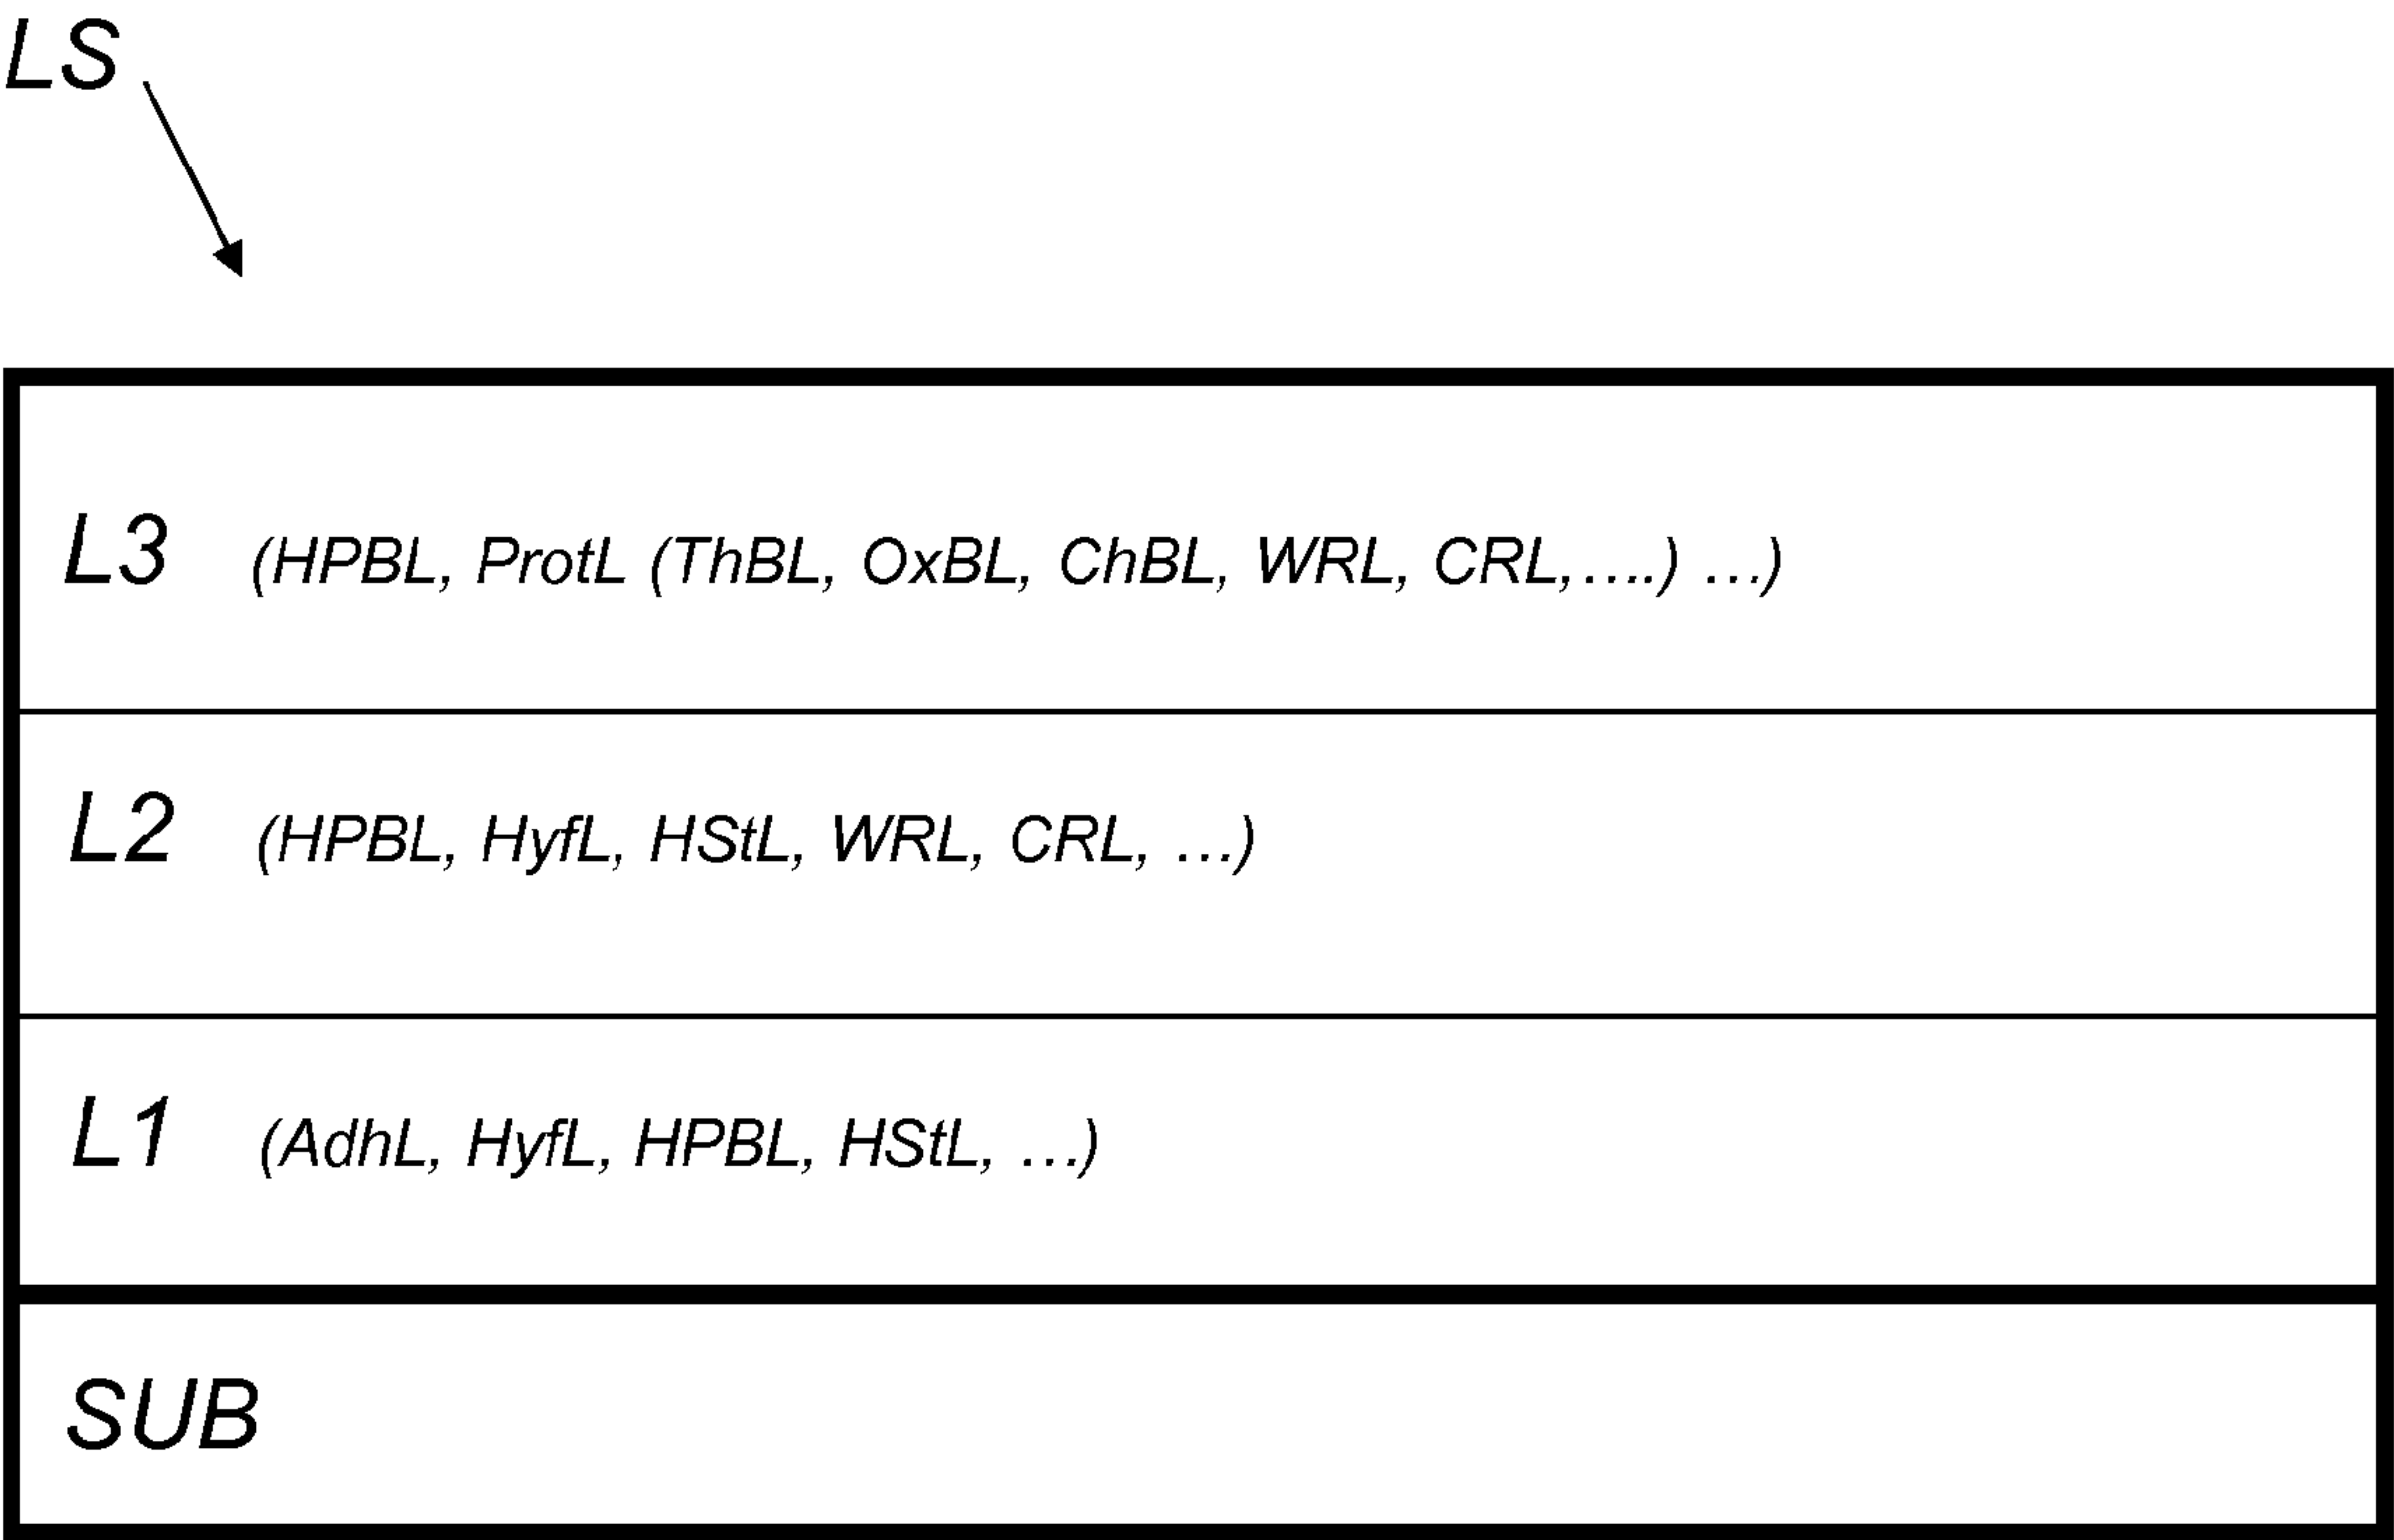 LS
L3 (HPBL, ProtL (ThBL, OxBL, ChBL, WRL, CRL,....) ...)
L2 (HPBL, HyfL, HStL, WRL, CRL, ...)
L1 (AdhL, HyfL, HPBL, HStL, ...)
SUB